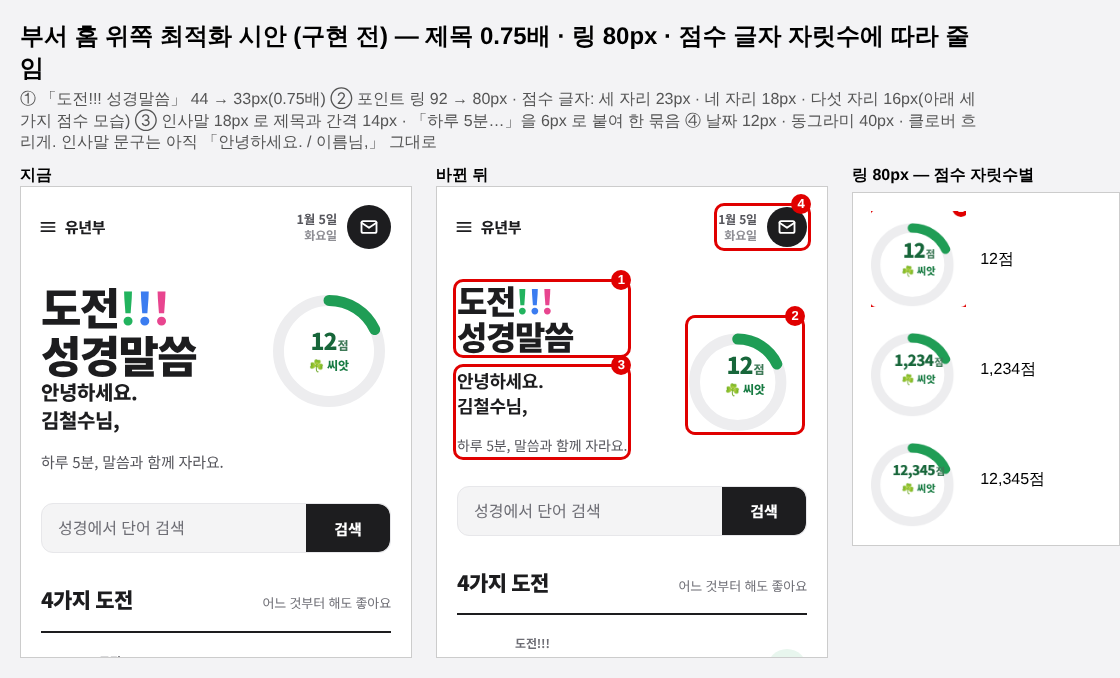 부서 홈 위쪽 최적화 시안 (구현 전) — 제목 0.75배 · 링 80px · 점수 글자 자릿수에 따라 줄
임
① 「도전!!! 성경말씀」 44 → 33px(0.75배) ② 포인트 링 92 → 80px · 점수 글자: 세 자리 23px · 네 자리 18px · 다섯 자리 16px(아래 세
가지 점수 모습) ③ 인사말 18px 로 제목과 간격 14px · 「하루 5분…」을 6px 로 붙여 한 묶음 ④ 날짜 12px · 동그라미 40px · 클로버 흐
리게. 인사말 문구는 아직 「안녕하세요. / 이름님,」 그대로
지금
유년부
1월 5일
화요일
도전!!!
성경말씀
12점
☘️ 씨앗
안녕하세요.
김철수님,
하루 5분, 말씀과 함께 자라요.
성경에서 단어 검색
검색
4가지 도전
어느 것부터 해도 좋아요
바뀐 뒤
유년부
1월 5일
화요일
4
1
도전!!!
성경말씀
2
12점
☘️ 씨앗
3
안녕하세요.
김철수님,
하루 5분, 말씀과 함께 자라요.
성경에서 단어 검색
검색
4가지 도전
어느 것부터 해도 좋아요
도전!!!
링 80px — 점수 자릿수별
12점
☘️ 씨앗
12점
1,234점
☘️ 씨앗
1,234점
12,345점
☘️ 씨앗
12,345점